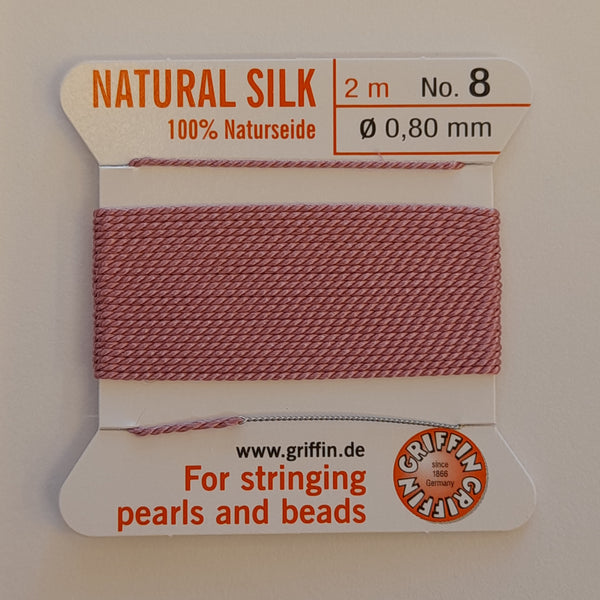 NATURAL SILK
100% Naturseide
2 m No. 8
Ø 0,80 mm
www.griffin.de
For stringing
pearls and beads
GRIFFIN GRIFFIN
since
1866
Germany